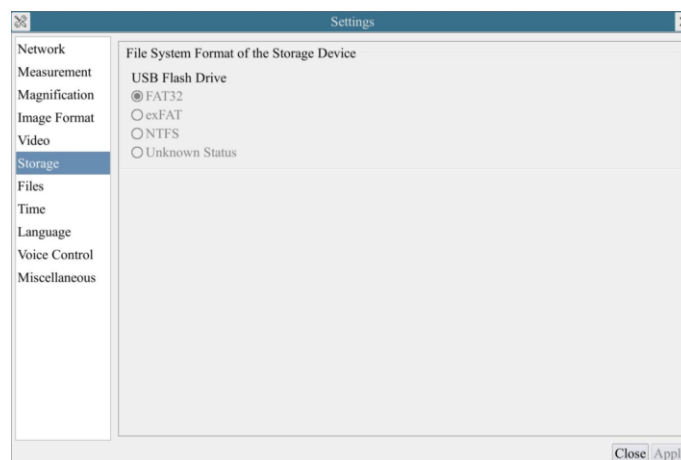 Settings
Network
Measurement
Magnification
Image Format
Video
Storage
Files
Time
Language
Voice Control
Miscellaneous
File System Format of the Storage Device
USB Flash Drive
FAT32
exFAT
NTFS
Unknown Status
Close Appl